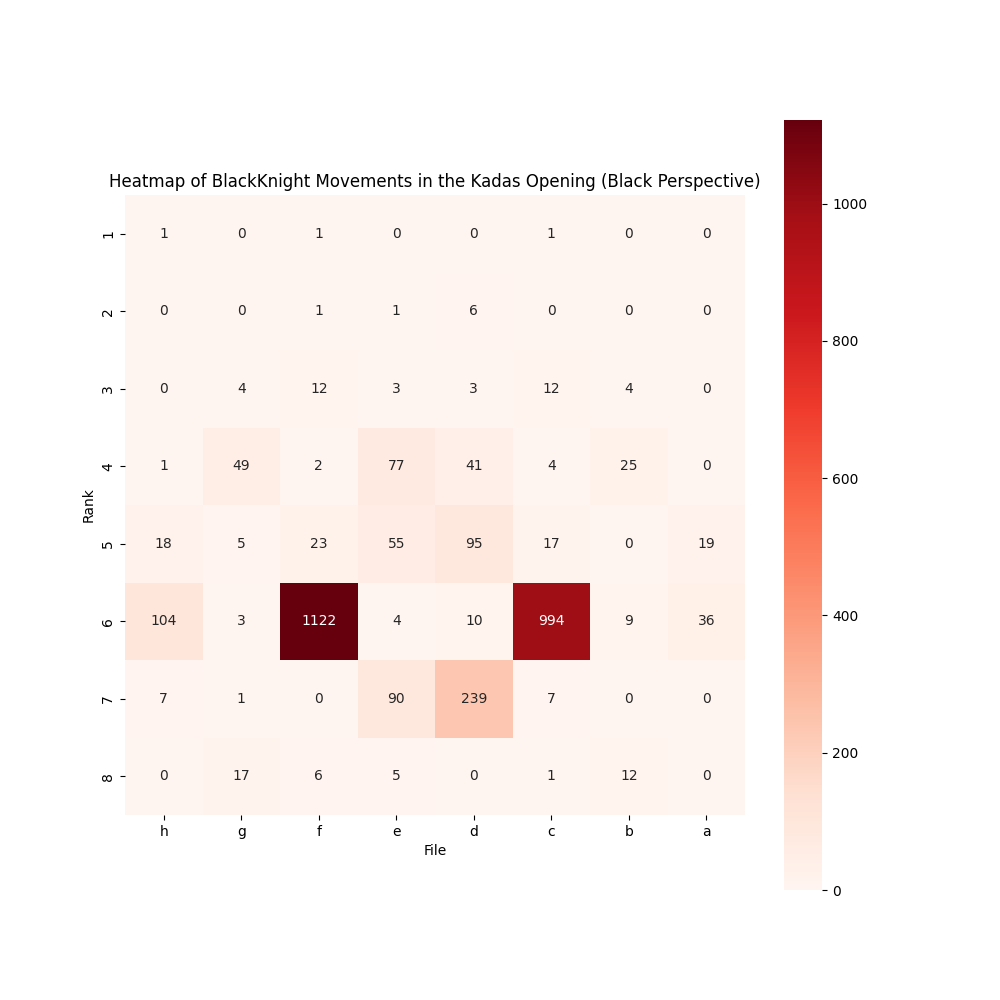 Heatmap of BlackKnight Movements in the Kadas Opening (Black Perspective)
1 1 0 1 0 0 1 0 0
2 0 0 1 1 6 0 0 0
3 0 4 12 3 3 12 4 0
4 1 49 2 77 41 4 25 0
5 18 5 23 55 95 17 0 19
6 104 3 1122 4 10 994 9 36
7 7 1 0 90 239 7 0 0
8 0 17 6 5 0 1 12 0
h g f e d c b a
File
Rank
1000
800
600
400
200
0